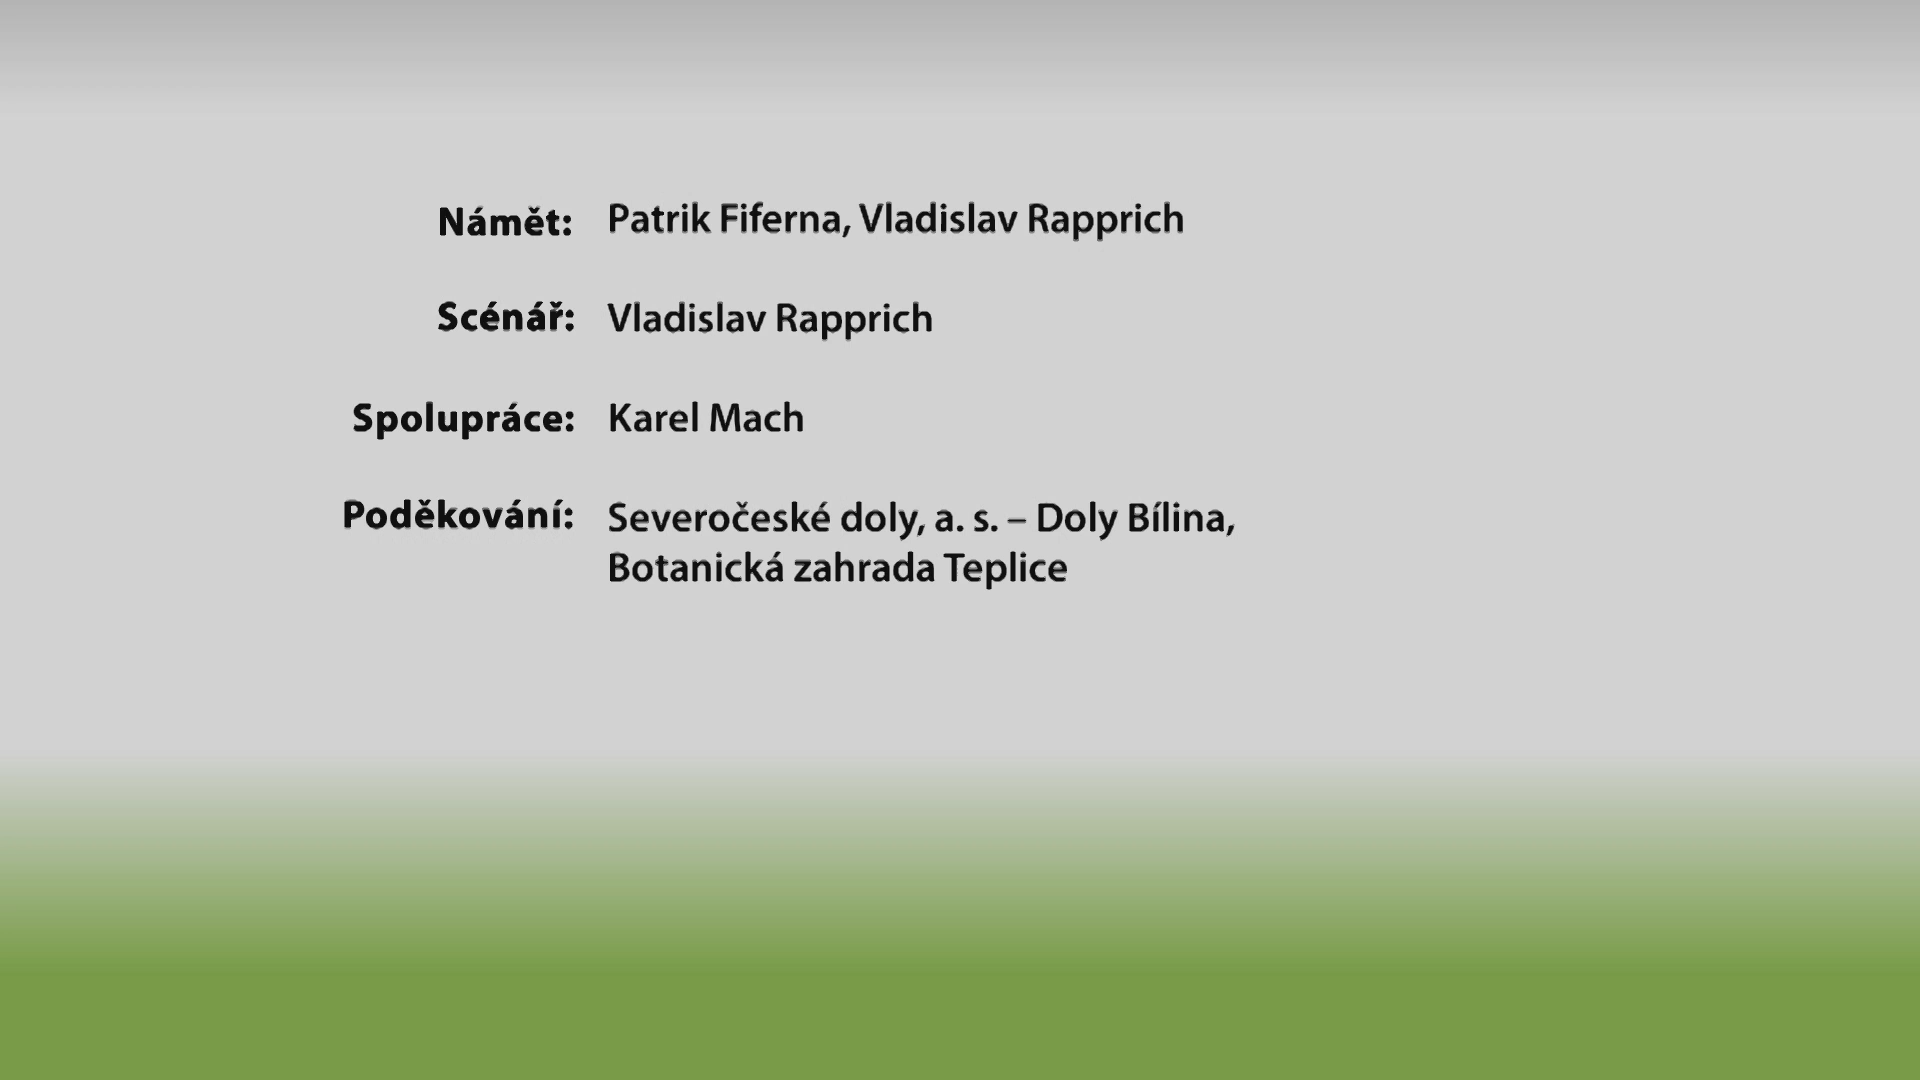 Námět: Patrik Fiferna, Vladislav Rapprich
Scénář: Vladislav Rapprich
Spolupráce: Karel Mach
Poděkování: Severočeské doly, a. s. – Doly Bílina,
Botanická zahrada Teplice